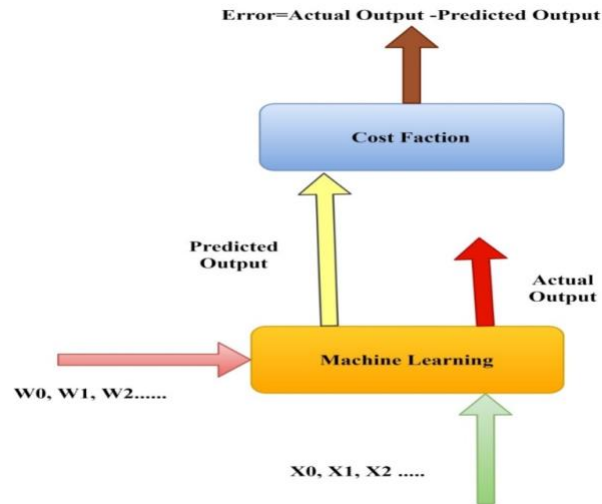 Error=Actual Output -Predicted Output
Cost Faction
Predicted
Output
Actual
Output
Machine Learning
W0, W1, W2......
X0, X1, X2 .....